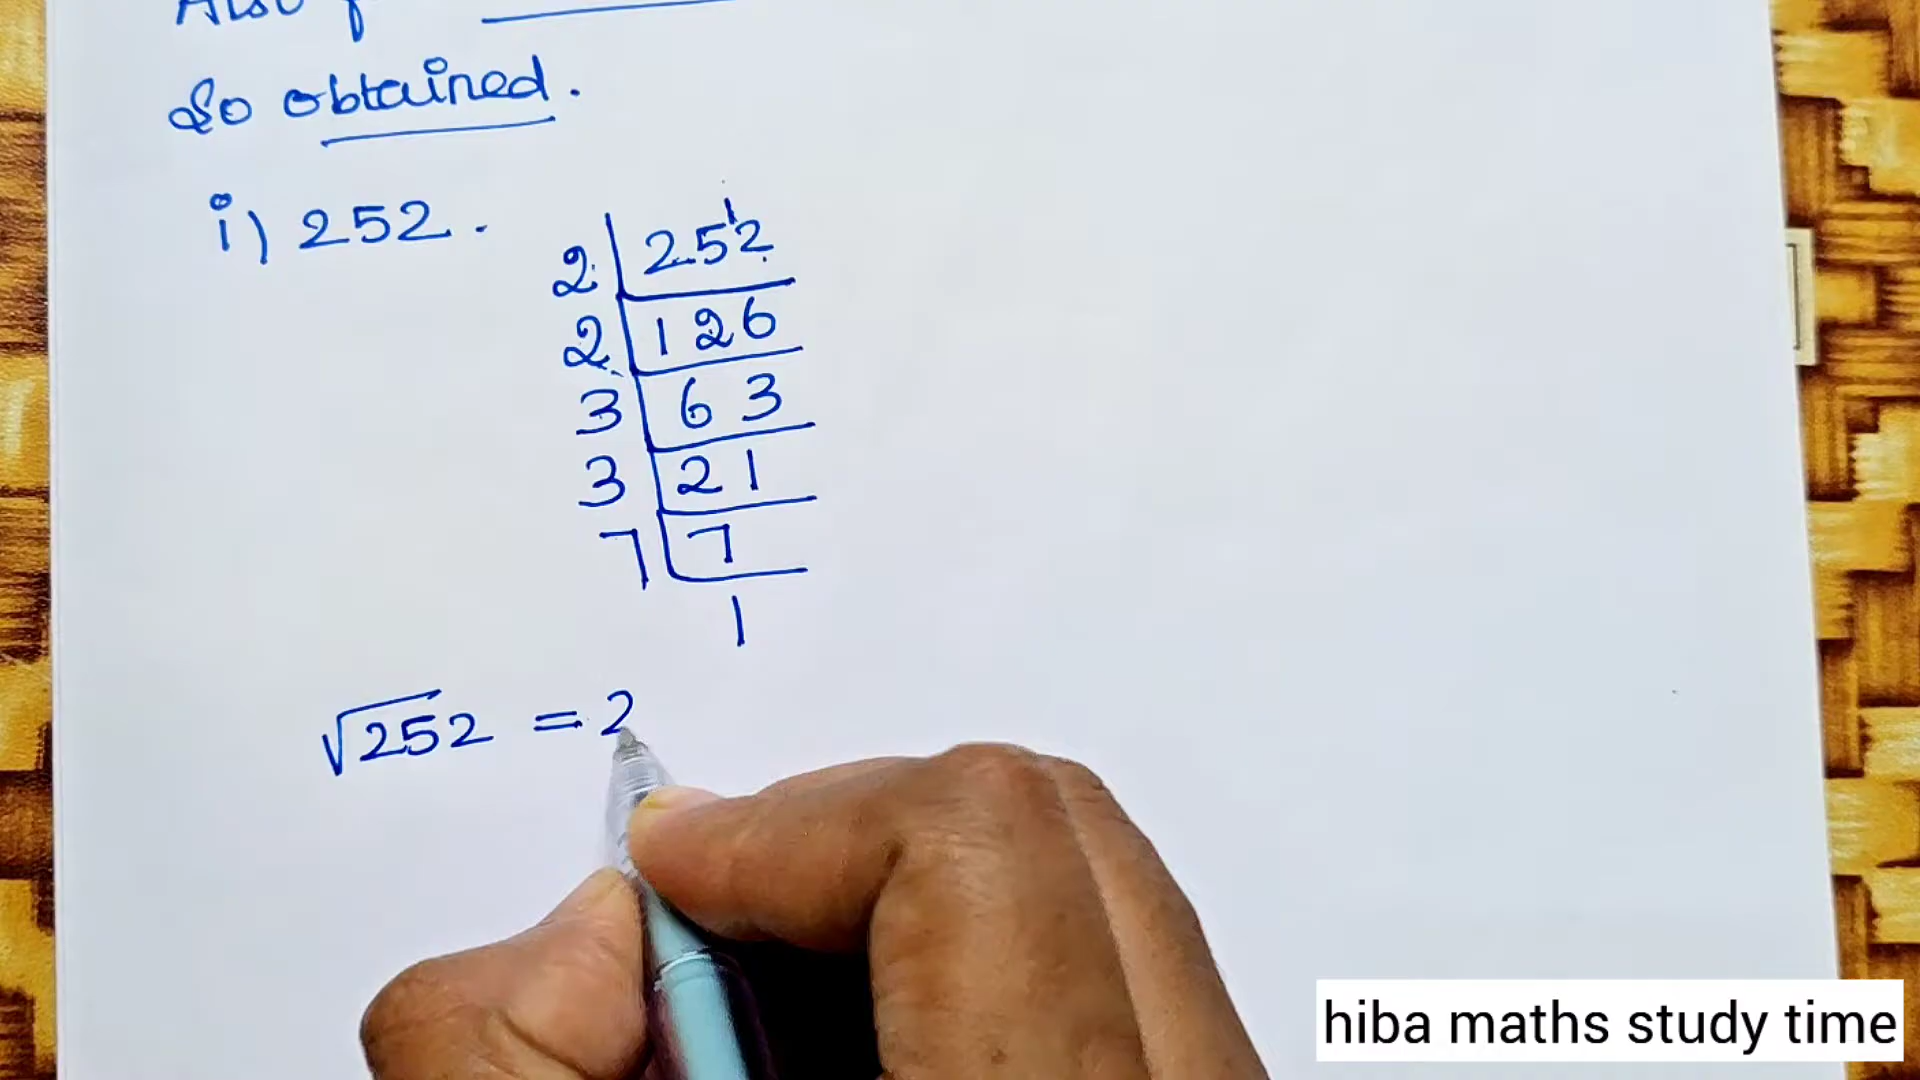 Also f
So obtained.
i) 252.
2 | 252
2 | 126
3 | 63
3 | 21
7 | 7
1
√252 = 2
hiba maths study time